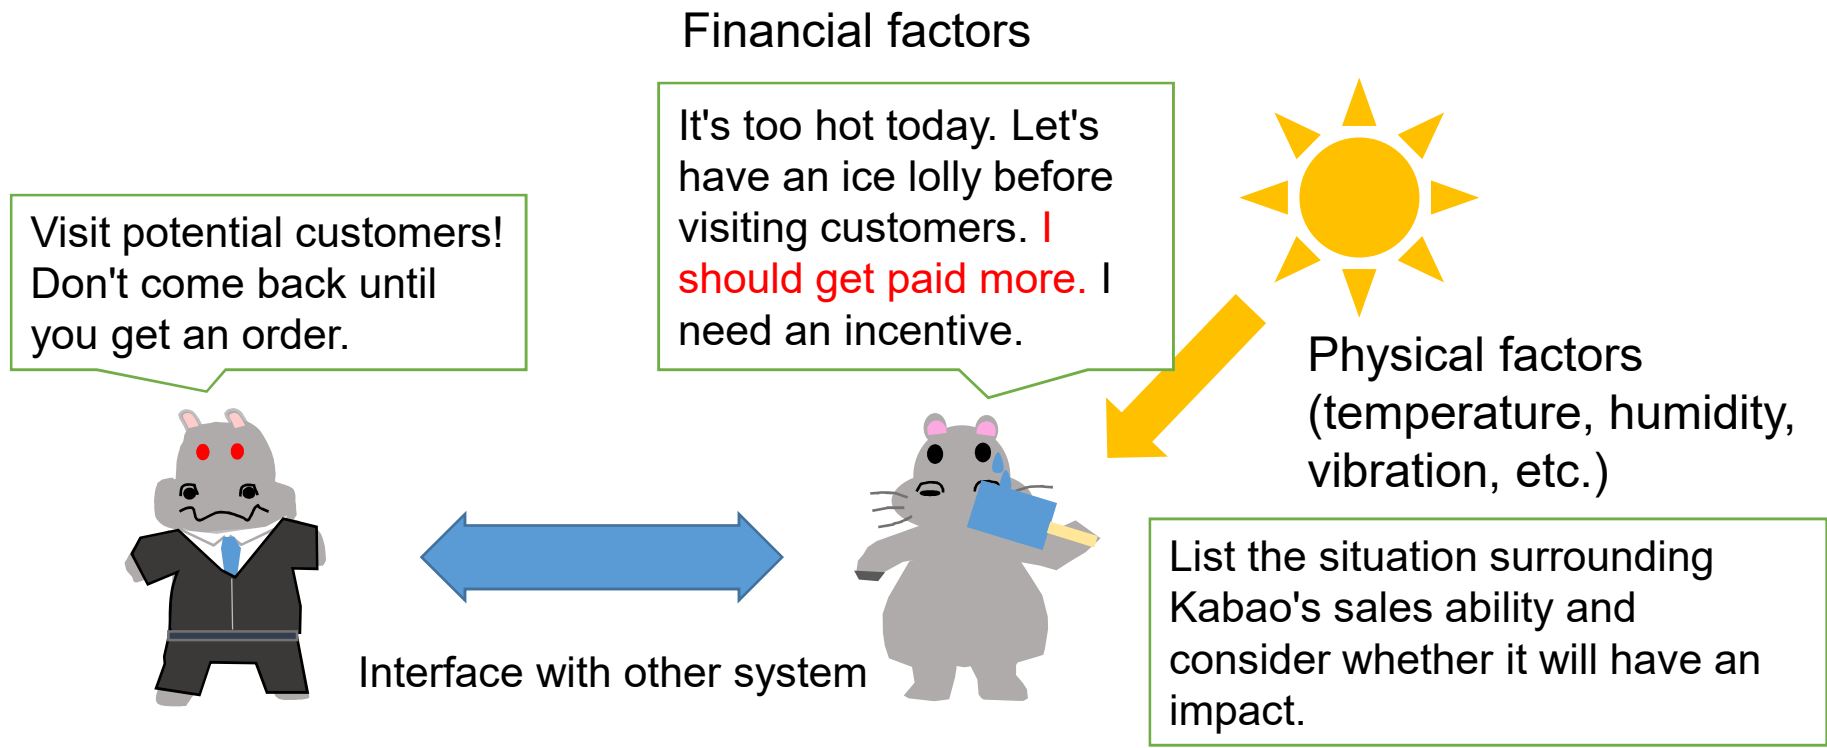 Financial factors
It's too hot today. Let's
have an ice lolly before
visiting customers. I
should get paid more. I
need an incentive.
Visit potential customers!
Don't come back until
you get an order.
Physical factors
(temperature, humidity,
vibration, etc.)
Interface with other system
List the situation surrounding
Kabao's sales ability and
consider whether it will have an
impact.